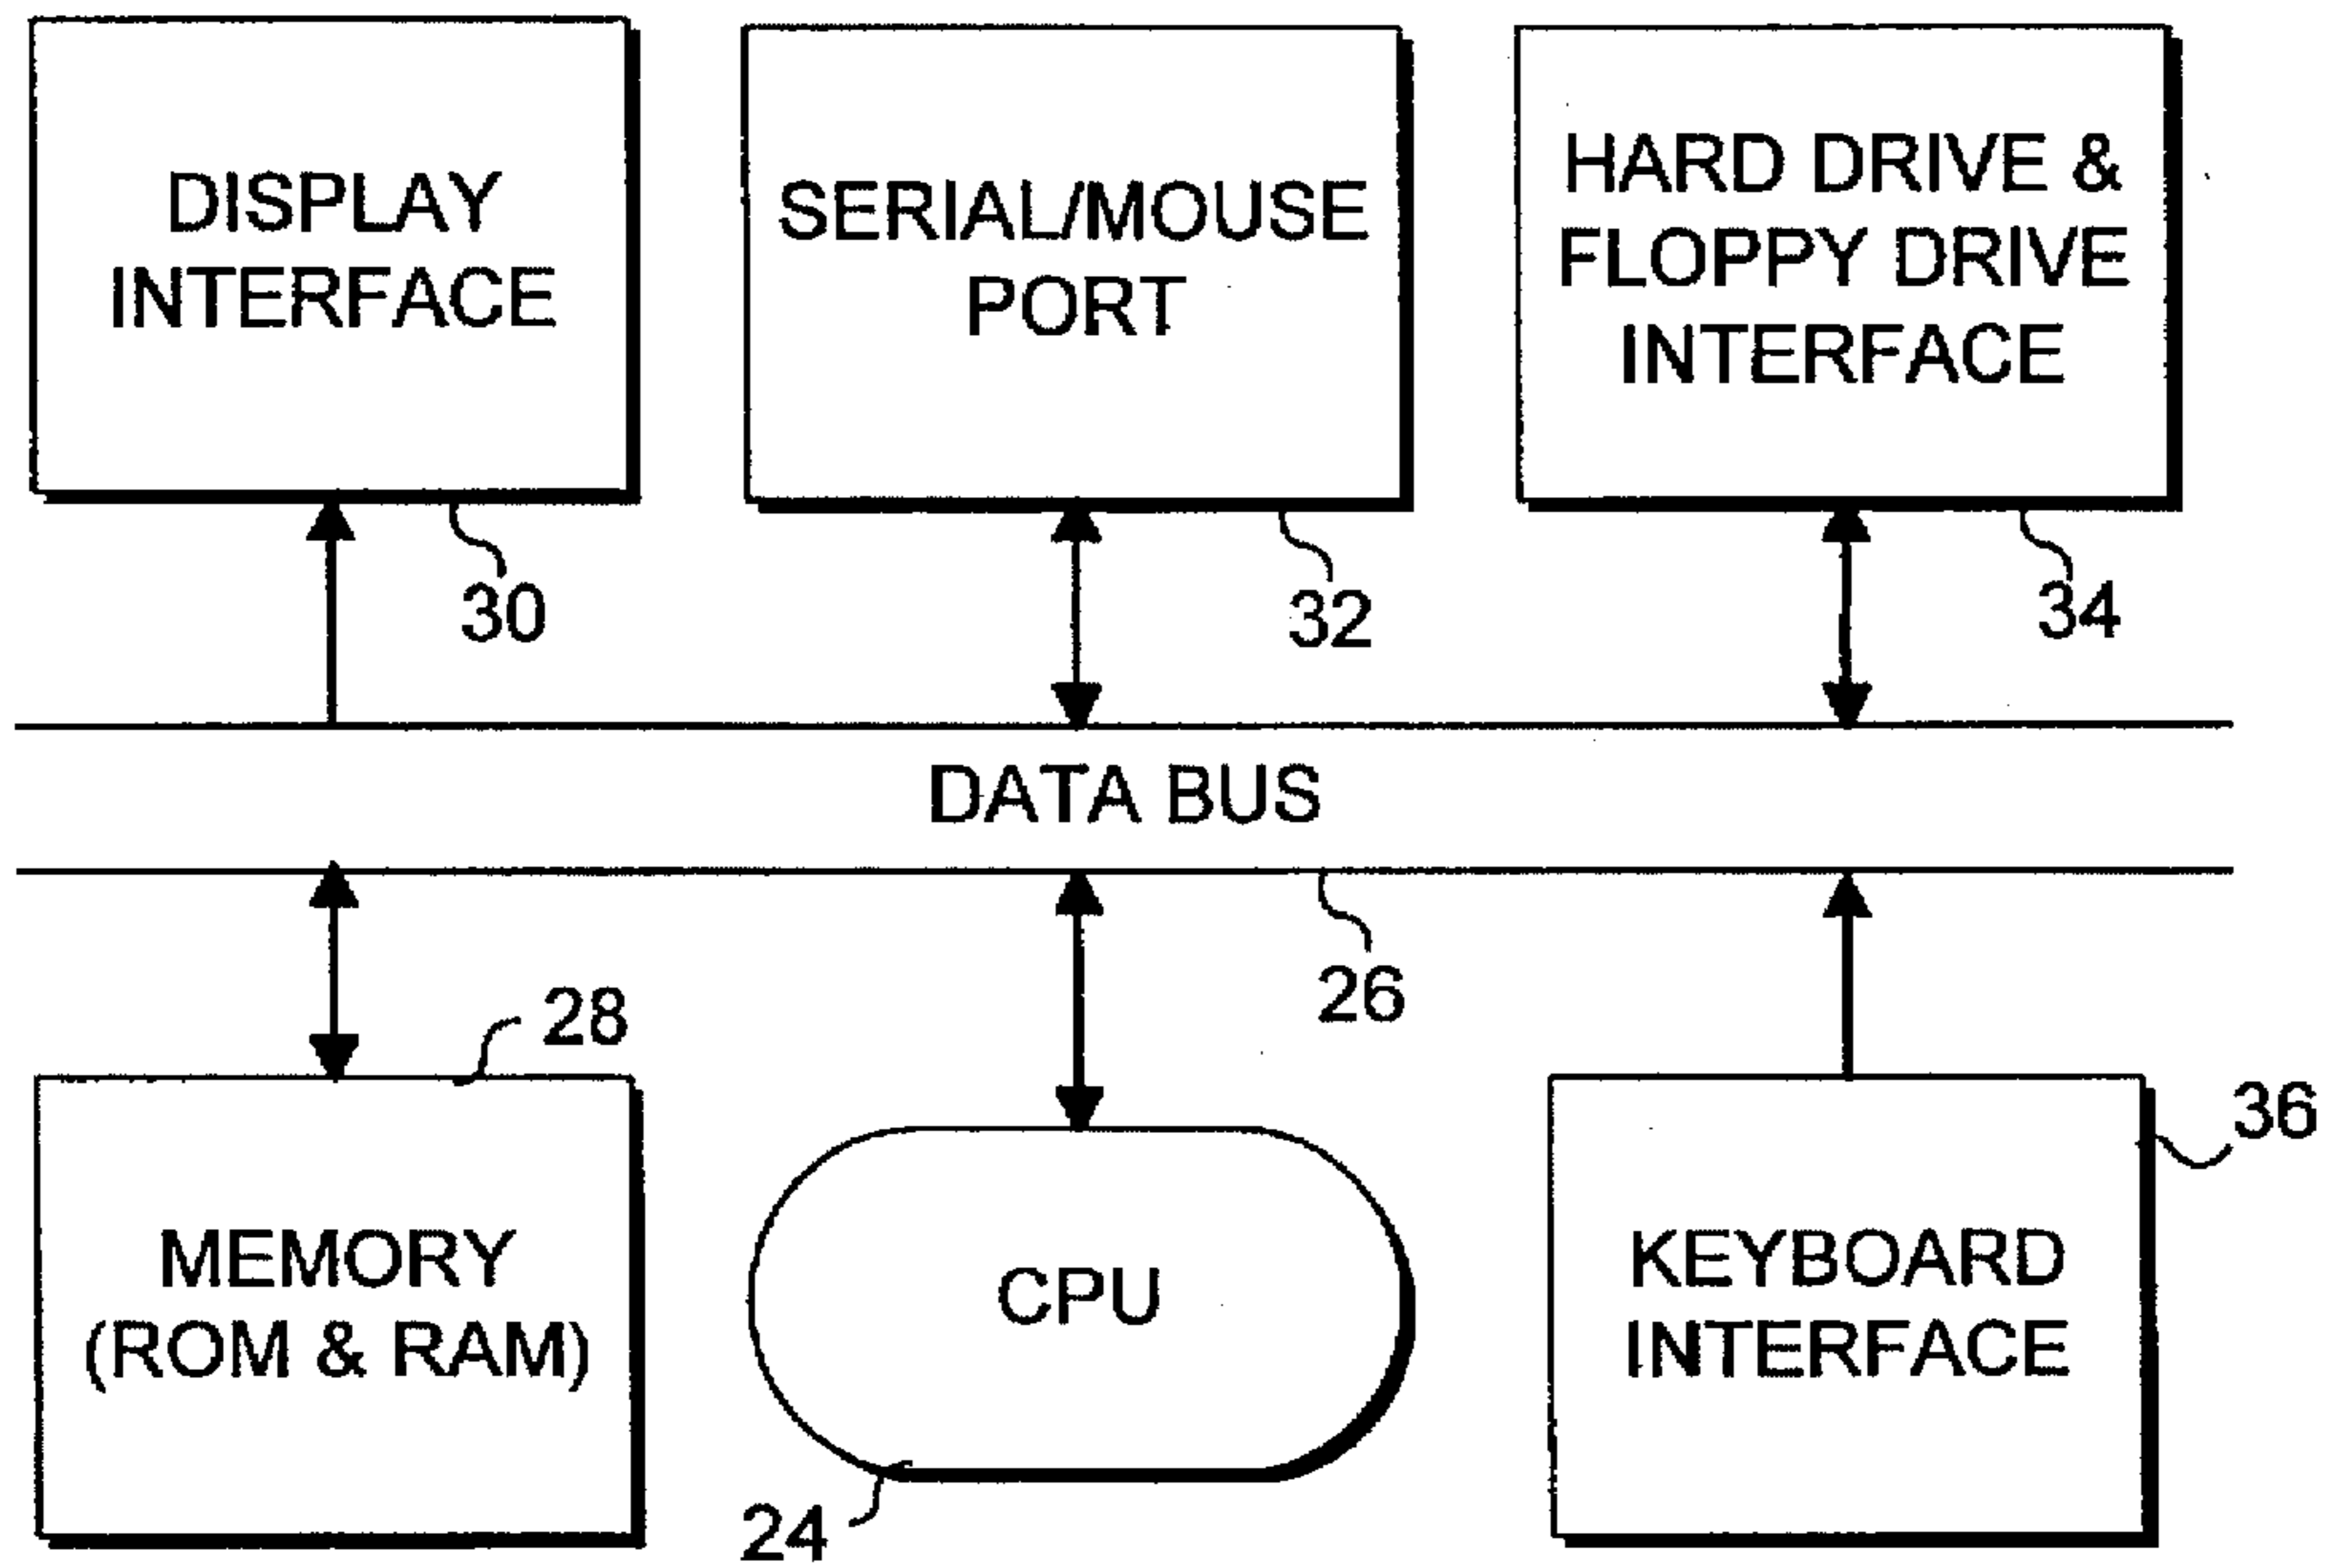 DISPLAY
INTERFACE
30
SERIAL/MOUSE
PORT
32
HARD DRIVE &
FLOPPY DRIVE
INTERFACE
34
DATA BUS
26
28
MEMORY
(ROM & RAM)
CPU
24
36
KEYBOARD
INTERFACE